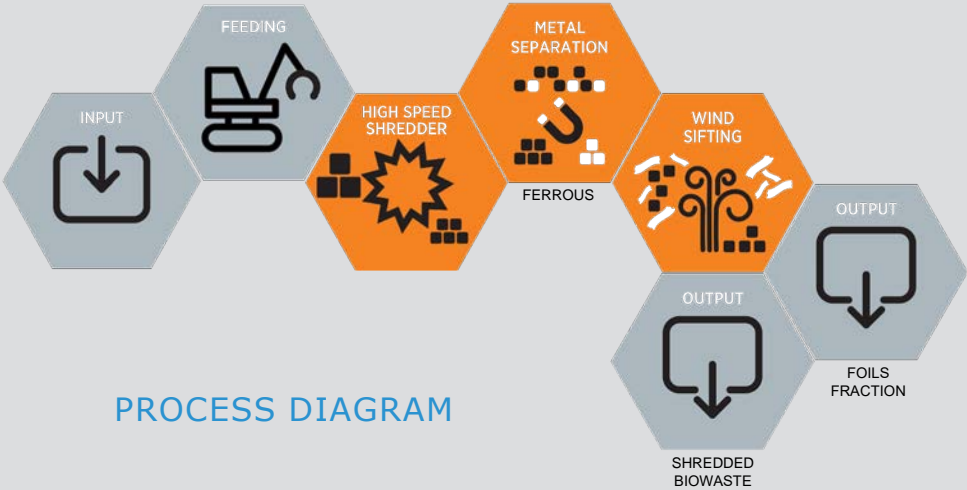 INPUT
FEEDING
HIGH SPEED
SHREDDER
METAL
SEPARATION
FERROUS
WIND
SIFTING
OUTPUT
FOILS
FRACTION
OUTPUT
SHREDDED
BIOWASTE
PROCESS DIAGRAM